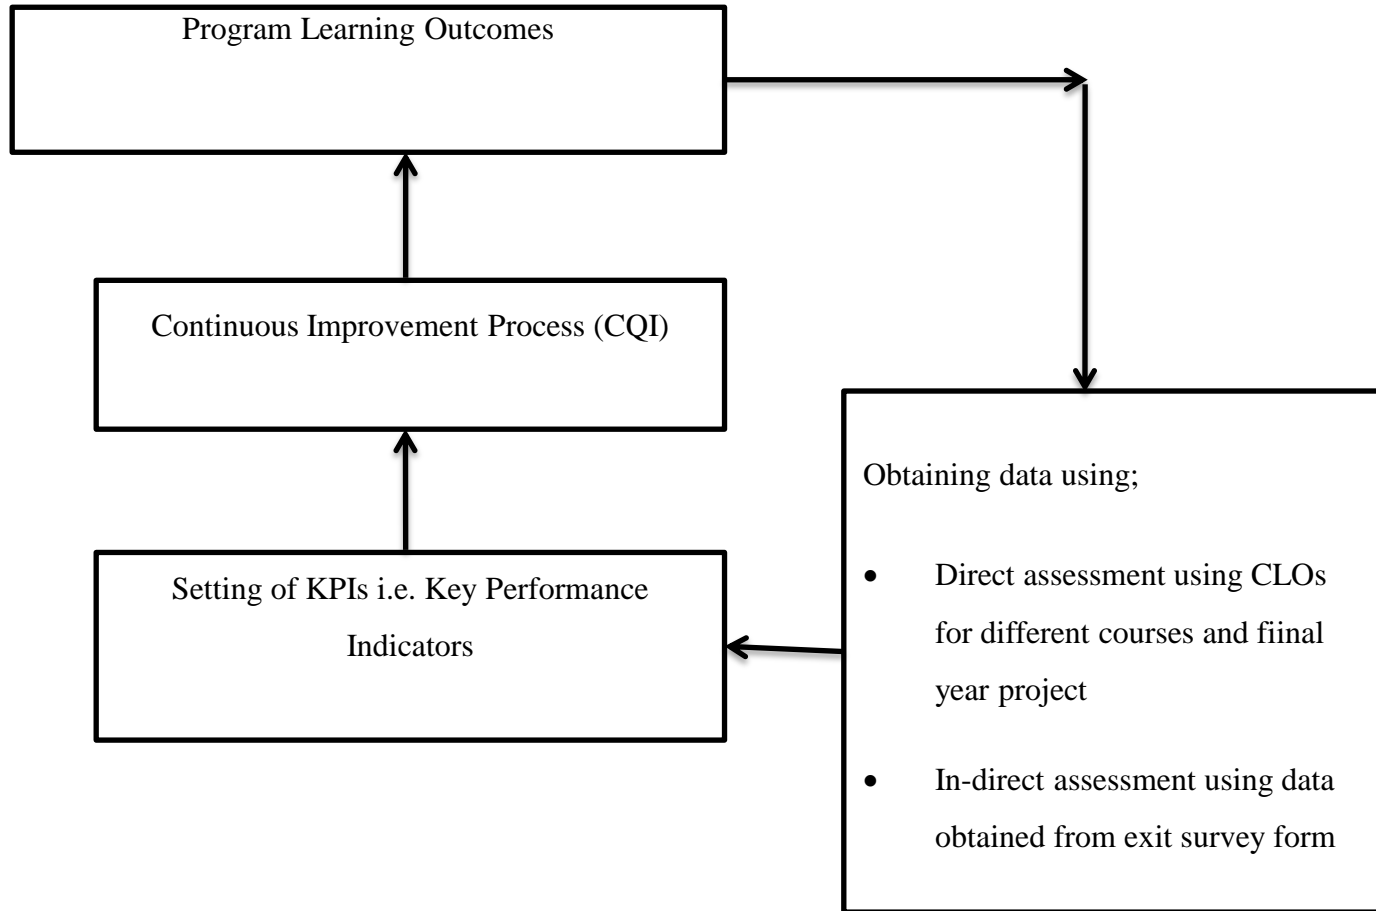 Program Learning Outcomes
Continuous Improvement Process (CQI)
Setting of KPIs i.e. Key Performance
Indicators
Obtaining data using;
• Direct assessment using CLOs
for different courses and fiinal
year project
• In-direct assessment using data
obtained from exit survey form